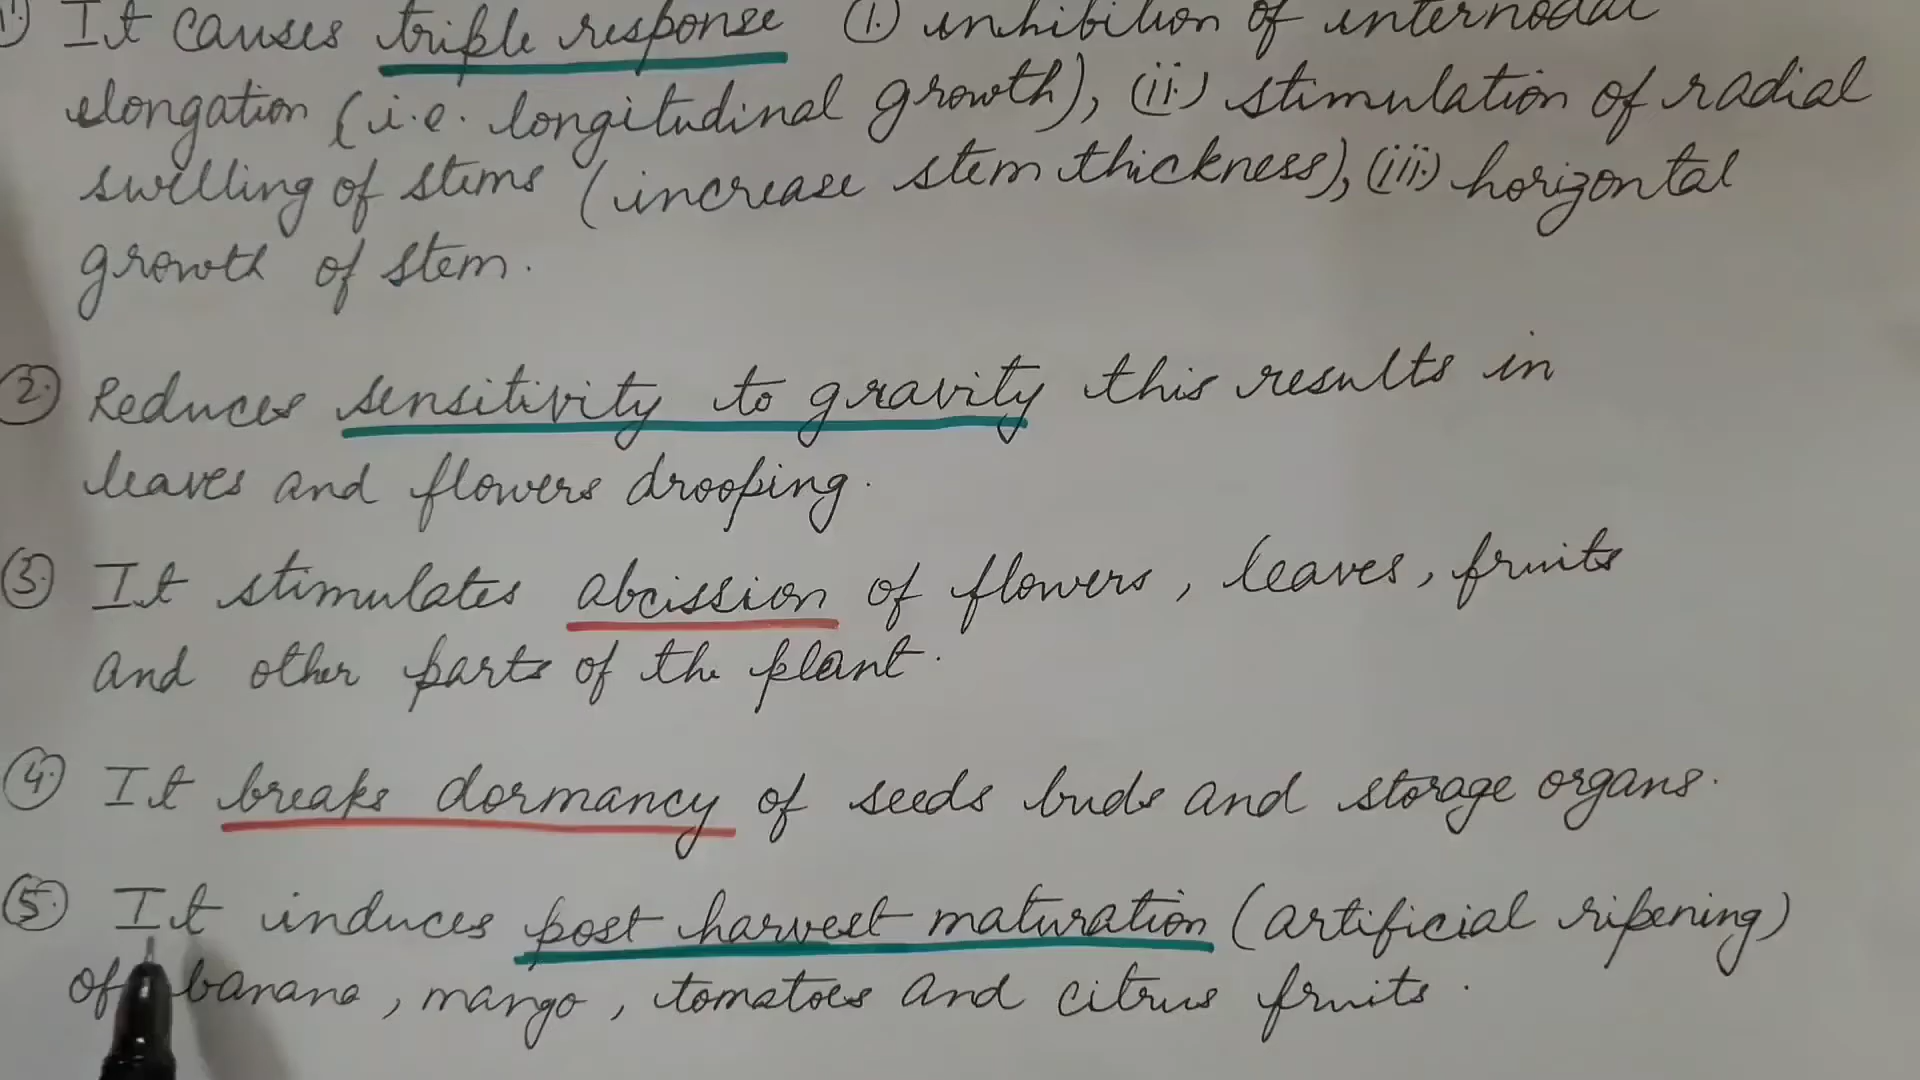 1. It causes triple response (i.) inhibition of internodal
elongation (i.e. longitudinal growth), (ii.) stimulation of radial
swelling of stems (increase stem thickness), (iii.) horizontal
growth of stem.
2. Reduces sensitivity to gravity this results in
leaves and flowers drooping.
3. It stimulates abcission of flowers, leaves, fruits
and other parts of the plant.
4. It breaks dormancy of seeds buds and storage organs.
5. It induces post harvest maturation (artificial ripening)
of banana, mango, tomatoes and citrus fruits.